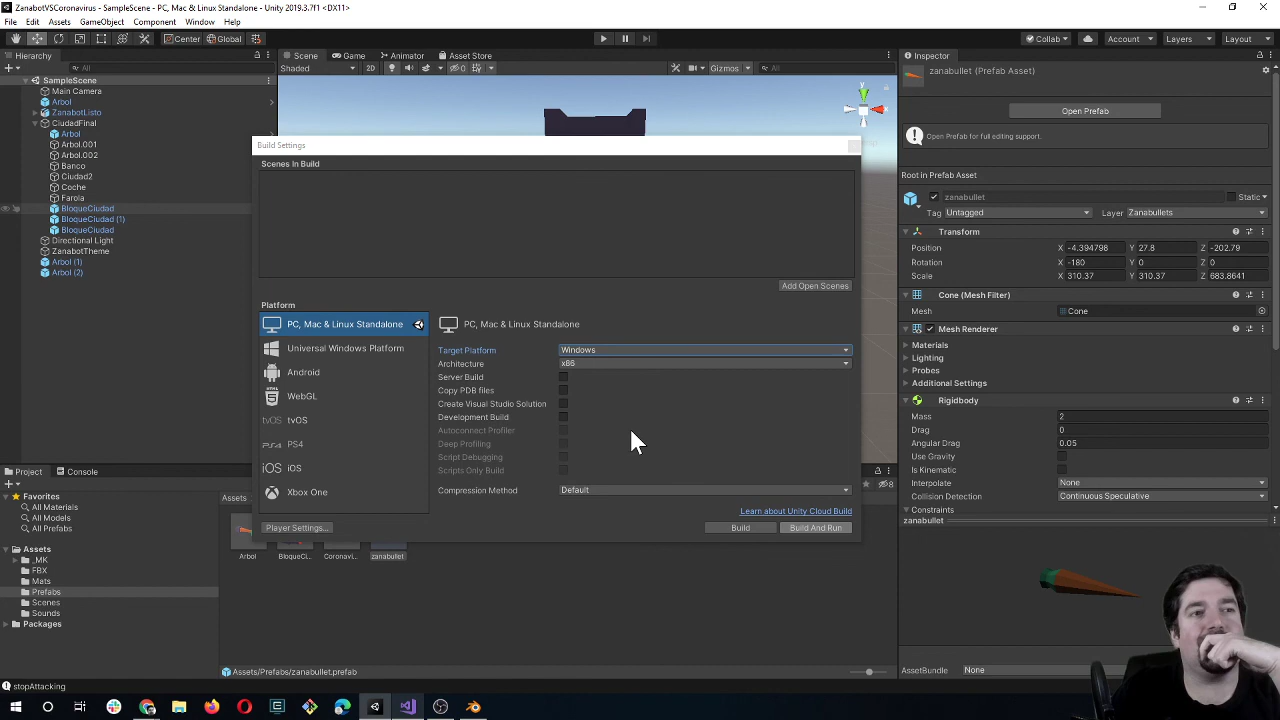 ZanabotVSCoronavirus - SampleScene - PC, Mac & Linux Standalone - Unity 2019.3.7f1 <DX11>
File Edit Assets GameObject Component Window Help
Center Global Collab Account Layers Layout
Hierarchy Scene Game Animator Asset Store Inspector
All Shaded 2D 0 Gizmos All
SampleScene
Main Camera
Arbol
ZanabotListo
CiudadFinal
Arbol
Arbol.001
Arbol.002
Banco
Ciudad2
Coche
Farola
BloqueCiudad
BloqueCiudad (1)
BloqueCiudad
Directional Light
ZanabotTheme
Arbol (1)
Arbol (2)
y
x
Build Settings
Scenes In Build
Add Open Scenes
Platform
PC, Mac & Linux Standalone
Universal Windows Platform
Android
WebGL
tvOS tvOS
PS4 PS4
iOS iOS
Xbox One
Player Settings...
PC, Mac & Linux Standalone
Target Platform Windows
Architecture x86
Server Build
Copy PDB files
Create Visual Studio Solution
Development Build
Autoconnect Profiler
Deep Profiling
Script Debugging
Scripts Only Build
Compression Method Default
Learn about Unity Cloud Build
Build Build And Run
zanabullet (Prefab Asset)
Open Prefab
Open Prefab for full editing support.
Root in Prefab Asset
zanabullet Static
Tag Untagged Layer Zanabullets
Transform
Position X -4.394798 Y 27.8 Z -202.79
Rotation X -180 Y 0 Z 0
Scale X 310.37 Y 310.37 Z 683.8641
Cone (Mesh Filter)
Mesh Cone
Mesh Renderer
Materials
Lighting
Probes
Additional Settings
Rigidbody
Mass 2
Drag 0
Angular Drag 0.05
Use Gravity
Is Kinematic
Interpolate None
Collision Detection Continuous Speculative
Constraints
zanabullet
AssetBundle None
Project Console
8
Favorites
All Materials
All Models
All Prefabs
Assets
_MK
FBX
Mats
Prefabs
Scenes
Sounds
Packages
Assets
Arbol BloqueCi... Coronavi... zanabullet
Assets/Prefabs/zanabullet.prefab
stopAttacking